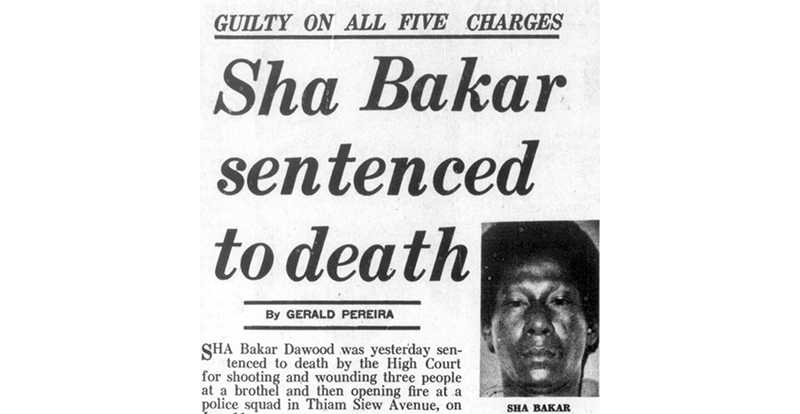 GUILTY ON ALL FIVE CHARGES
Sha Bakar
sentenced
to death
By GERALD PEREIRA
SHA Bakar Dawood was yesterday sen-
tenced to death by the High Court
for shooting and wounding three people
at a brothel and then opening fire at a
police squad in Thiam Siew Avenue, on
SHA BAKAR